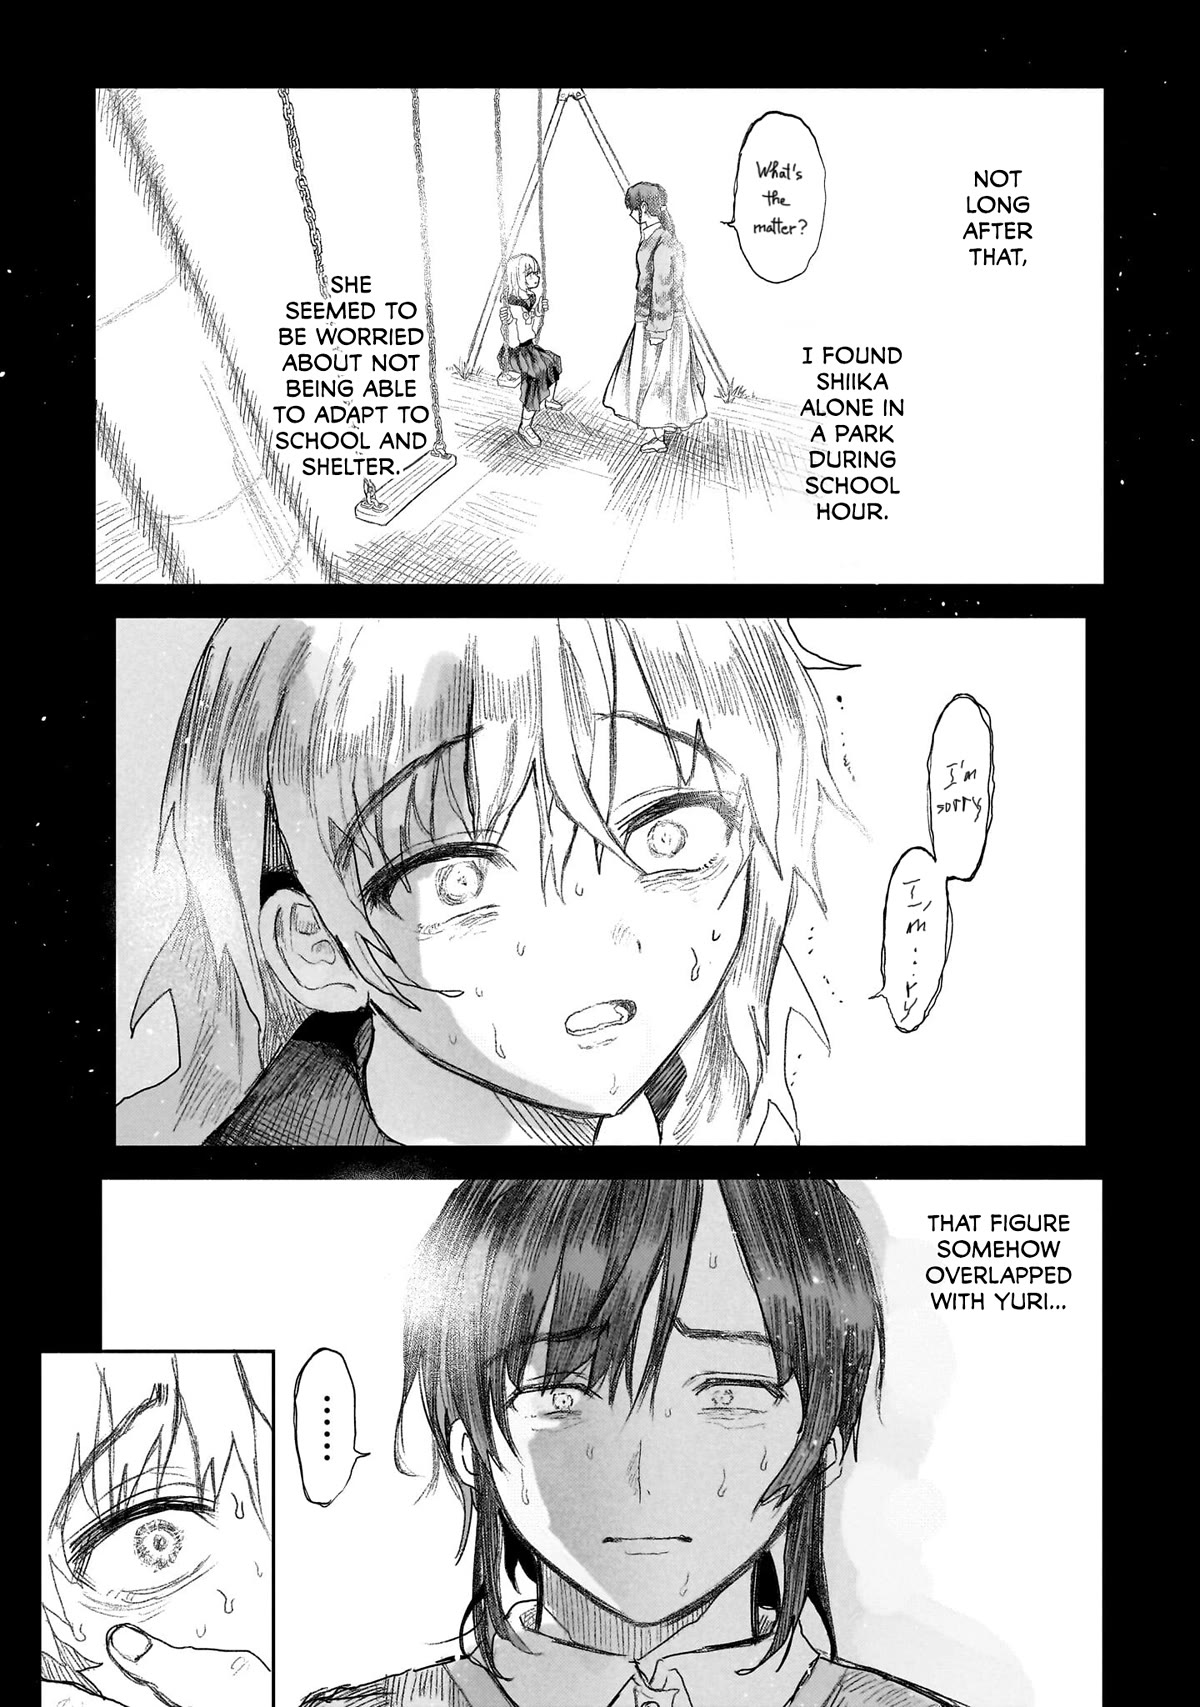 NOT
LONG
AFTER
THAT,
What's
the
matter?
I FOUND
SHIIKA
ALONE IN
A PARK
DURING
SCHOOL
HOUR.
SHE
SEEMED TO
BE WORRIED
ABOUT NOT
BEING ABLE
TO ADAPT TO
SCHOOL AND
SHELTER.
I'm
sorry
I'm.....ry
THAT FIGURE
SOMEHOW
OVERLAPPED
WITH YURI...
......